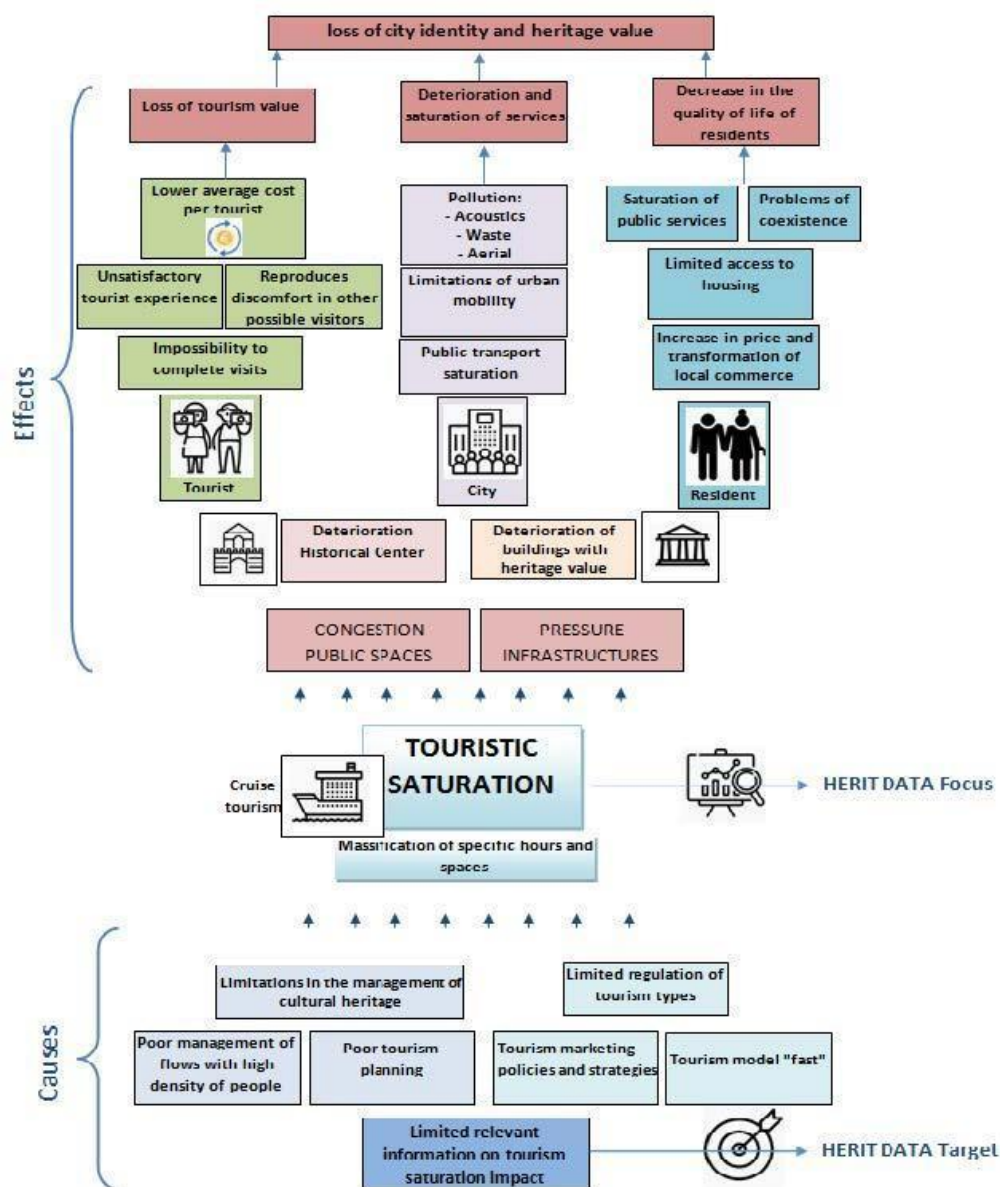 loss of city identity and heritage value
Loss of tourism value
Deterioration and
saturation of services
Decrease in the
quality of life of
residents
Lower average cost
per tourist
Pollution:
- Acoustics
- Waste
- Aerial
Saturation of
public services
Problems of
coexistence
Unsatisfactory
tourist experience
Reproduces
discomfort in other
possible visitors
Limitations of urban
mobility
Limited access to
housing
Impossibility to
complete visits
Public transport
saturation
Increase in price and
transformation of
local commerce
Effects
Tourist
City
Resident
Deterioration
Historical Center
Deterioration of
buildings with
heritage value
CONGESTION
PUBLIC SPACES
PRESSURE
INFRASTRUCTURES
Cruise
tourism
TOURISTIC
SATURATION
HERIT DATA Focus
Massification of specific hours and
spaces
Causes
Limitations in the management of
cultural heritage
Limited regulation of
tourism types
Poor management of
flows with high
density of people
Poor tourism
planning
Tourism marketing
policies and strategies
Tourism model "fast"
Limited relevant
information on tourism
saturation impact
HERIT DATA Target